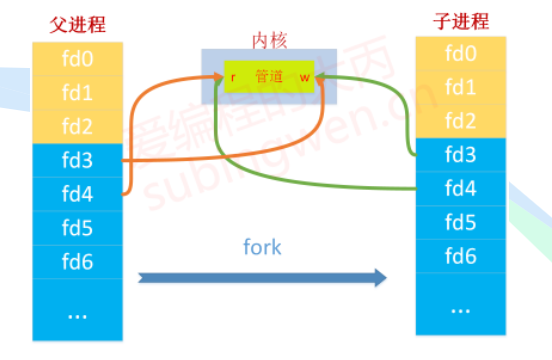 父进程
fd0
fd1
fd2
fd3
fd4
fd5
fd6
...
内核
r 管道 w
fork
子进程
fd0
fd1
fd2
fd3
fd4
fd5
fd6
...
爱编程的大丙
subingwen.cn